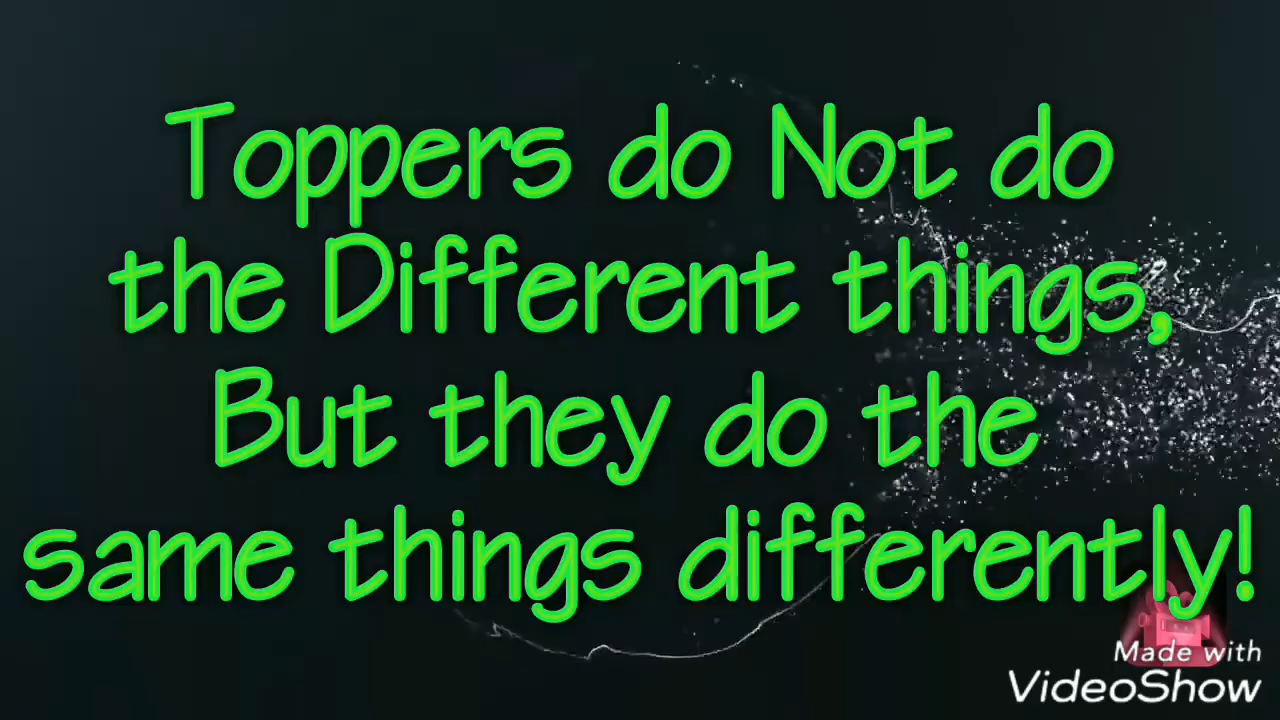 Toppers do Not do
the Different things,
But they do the
same things differently!
Made with
VideoShow